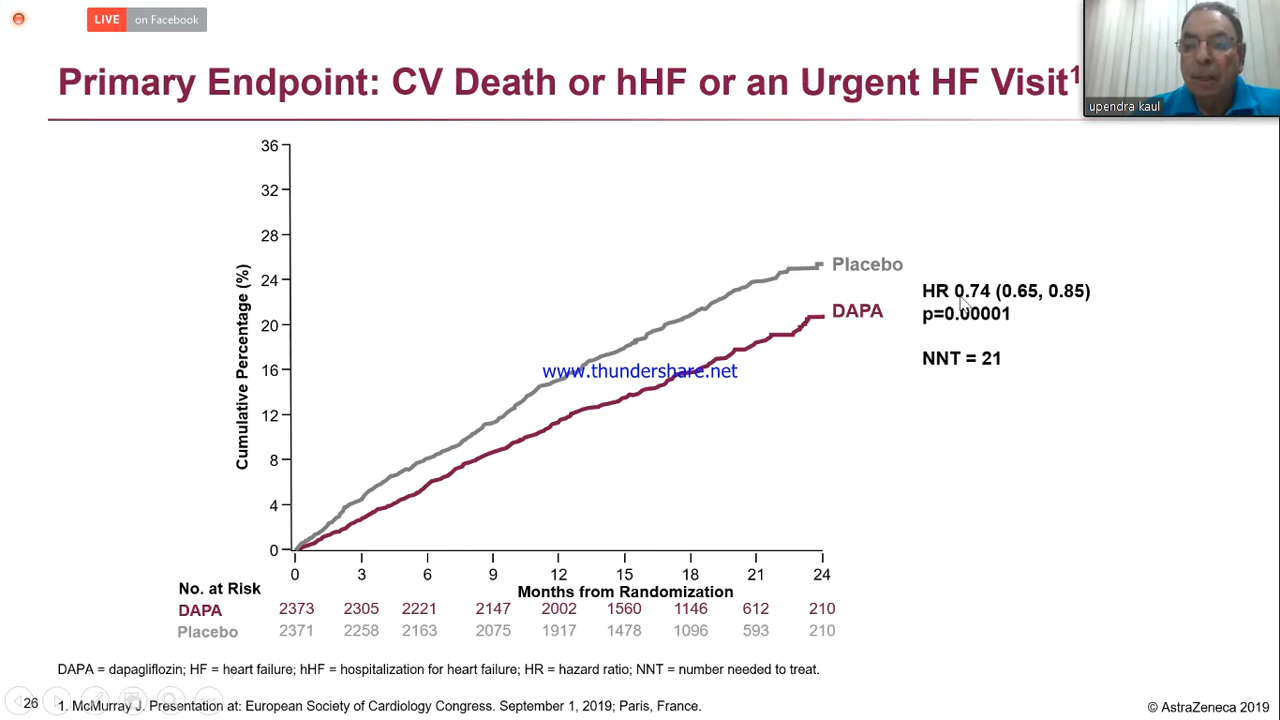 LIVE on Facebook
Primary Endpoint: CV Death or hHF or an Urgent HF Visit¹
upendra kaul
36
32
28
24
20
16
12
8
4
0
Cumulative Percentage (%)
Placebo
DAPA
HR 0.74 (0.65, 0.85)
p=0.00001
NNT = 21
www.thundershare.net
0 3 6 9 12 15 18 21 24
Months from Randomization
No. at Risk
DAPA 2373 2305 2221 2147 2002 1560 1146 612 210
Placebo 2371 2258 2163 2075 1917 1478 1096 593 210
DAPA = dapagliflozin; HF = heart failure; hHF = hospitalization for heart failure; HR = hazard ratio; NNT = number needed to treat.
26
1. McMurray J. Presentation at: European Society of Cardiology Congress. September 1, 2019; Paris, France.
© AstraZeneca 2019